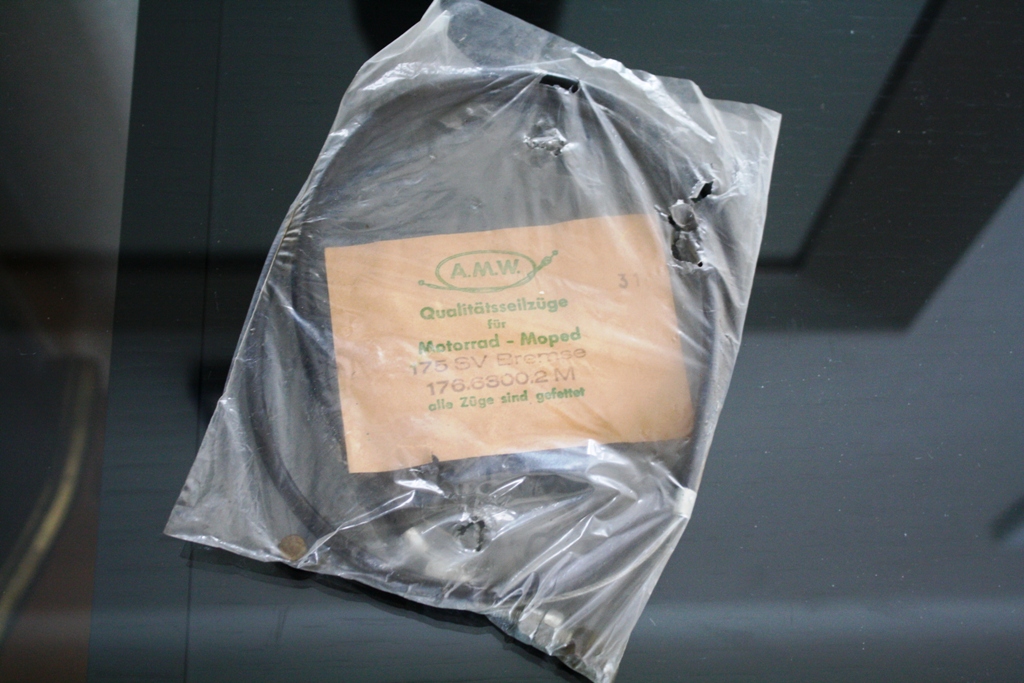 A.M.W.
31
Qualitätsseilzüge
für
Motorrad - Moped
175 SV Bremse
176.6800.2 M
alle Züge sind gefettet